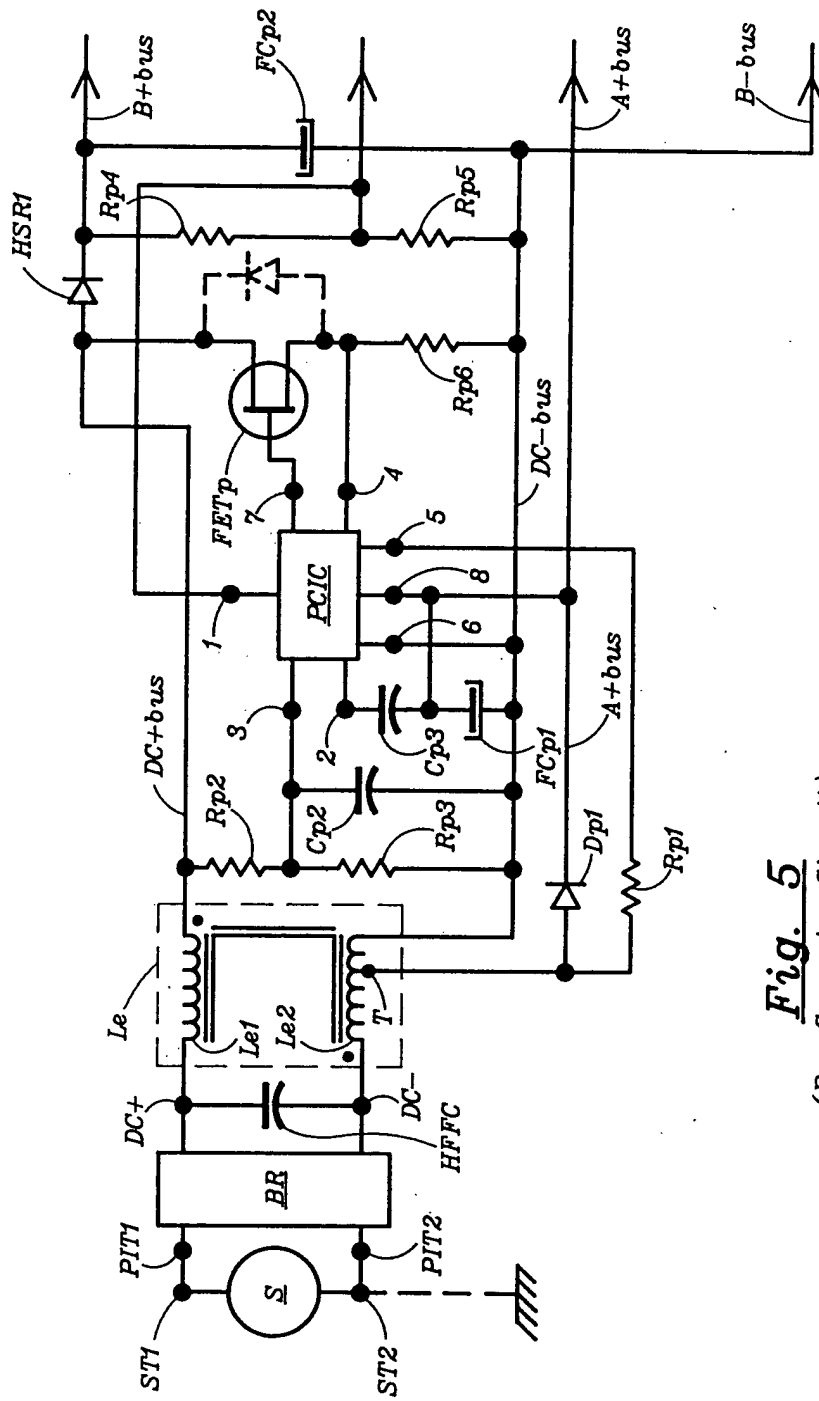 ST1
PIT1
S
ST2
PIT2
BR
DC+
HFFC
DC-
Le
Le1
Le2
T
DC+bus
Rp2
Rp3
Cp2
3
2
Cp3
FCp1
1
PCIC
6
8
5
7
4
FETp
Rp6
DC-bus
HSR1
Rp4
Rp5
B+bus
FCp2
A+bus
B-bus
Dp1
A+bus
Rp1
Fig. 5